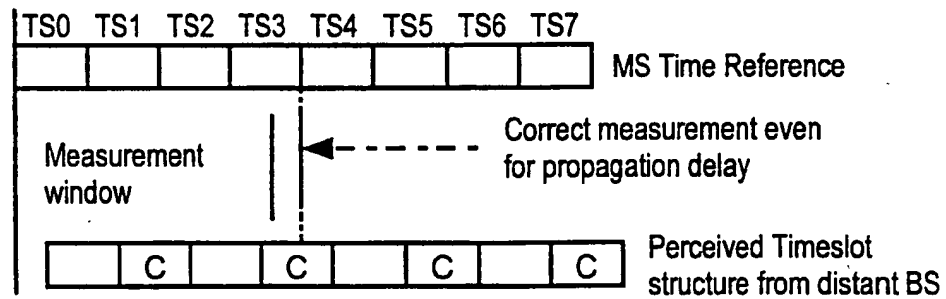 TS0 TS1 TS2 TS3 TS4 TS5 TS6 TS7
MS Time Reference
Measurement
window
Correct measurement even
for propagation delay
C C C C
Perceived Timeslot
structure from distant BS